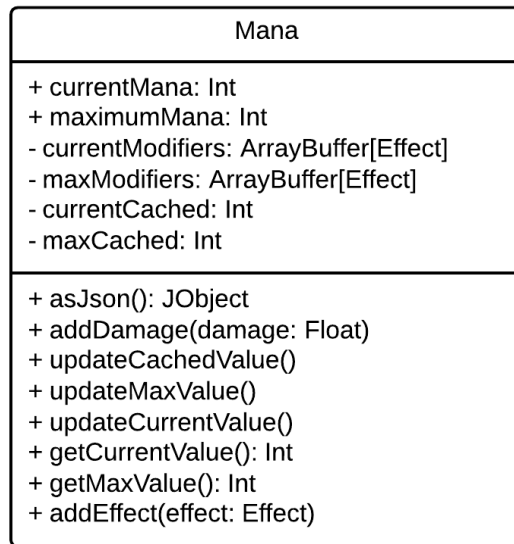 Mana
+ currentMana: Int
+ maximumMana: Int
- currentModifiers: ArrayBuffer[Effect]
- maxModifiers: ArrayBuffer[Effect]
- currentCached: Int
- maxCached: Int
+ asJson(): JObject
+ addDamage(damage: Float)
+ updateCachedValue()
+ updateMaxValue()
+ updateCurrentValue()
+ getCurrentValue(): Int
+ getMaxValue(): Int
+ addEffect(effect: Effect)